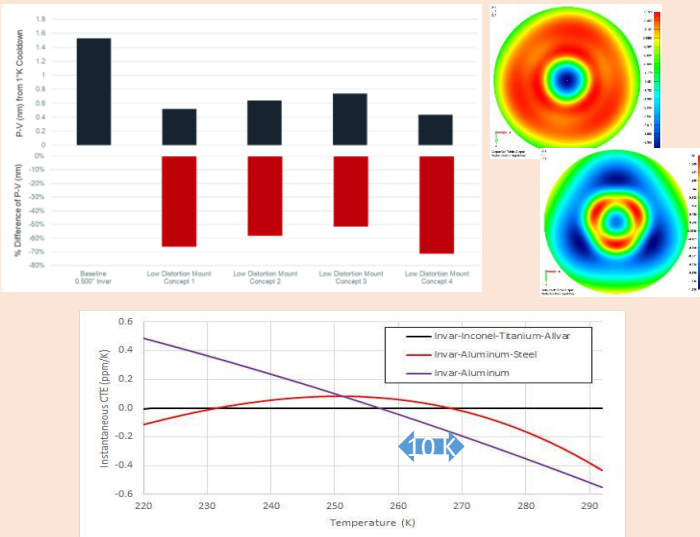 P-V (nm) from 1°K Cooldown
1.8
1.6
1.4
1.2
1
0.8
0.6
0.4
0.2
0
% Difference of P-V (nm)
0%
-10%
-20%
-30%
-40%
-50%
-60%
-70%
-80%
Baseline
0.500" Invar
Low Distortion Mount
Concept 1
Low Distortion Mount
Concept 2
Low Distortion Mount
Concept 3
Low Distortion Mount
Concept 4
Instantaneous CTE (ppm/K)
0.6
0.4
0.2
0.0
-0.2
-0.4
-0.6
Invar-Inconel-Titanium-Allvar
Invar-Aluminum-Steel
Invar-Aluminum
10 K
220
230
240
250
260
270
280
290
Temperature (K)